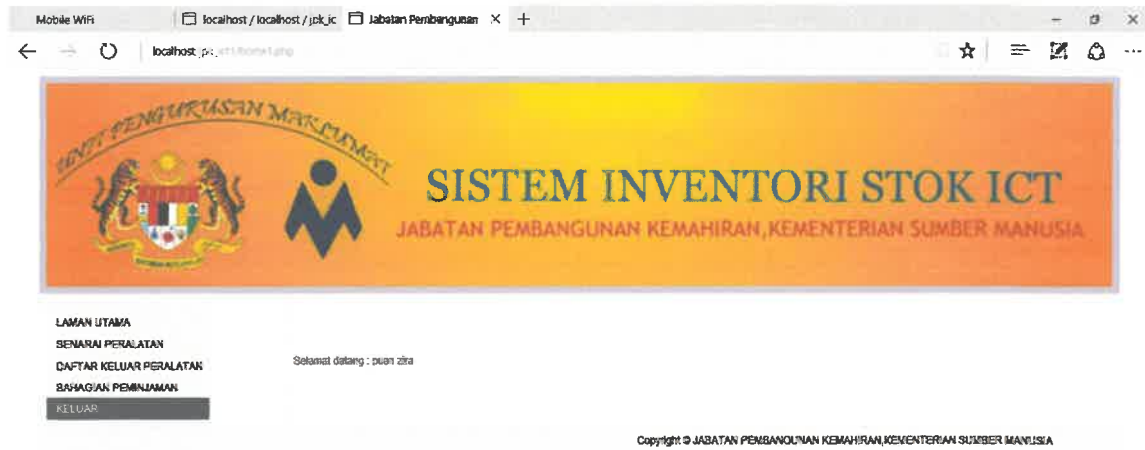 Mobile WiFi
localhost / localhost / jpk_ic
Jabatan Pembangunan
localhost
UNIT PENGURUSAN MAKLUMAT
SISTEM INVENTORI STOK ICT
JABATAN PEMBANGUNAN KEMAHIRAN,KEMENTERIAN SUMBER MANUSIA
LAMAN UTAMA
SENARAI PERALATAN
DAFTAR KELUAR PERALATAN
BAHAGIAN PEMINJAMAN
KELUAR
Selamat datang : puan zira
Copyright © JABATAN PEMBANGUNAN KEMAHIRAN,KEMENTERIAN SUMBER MANUSIA